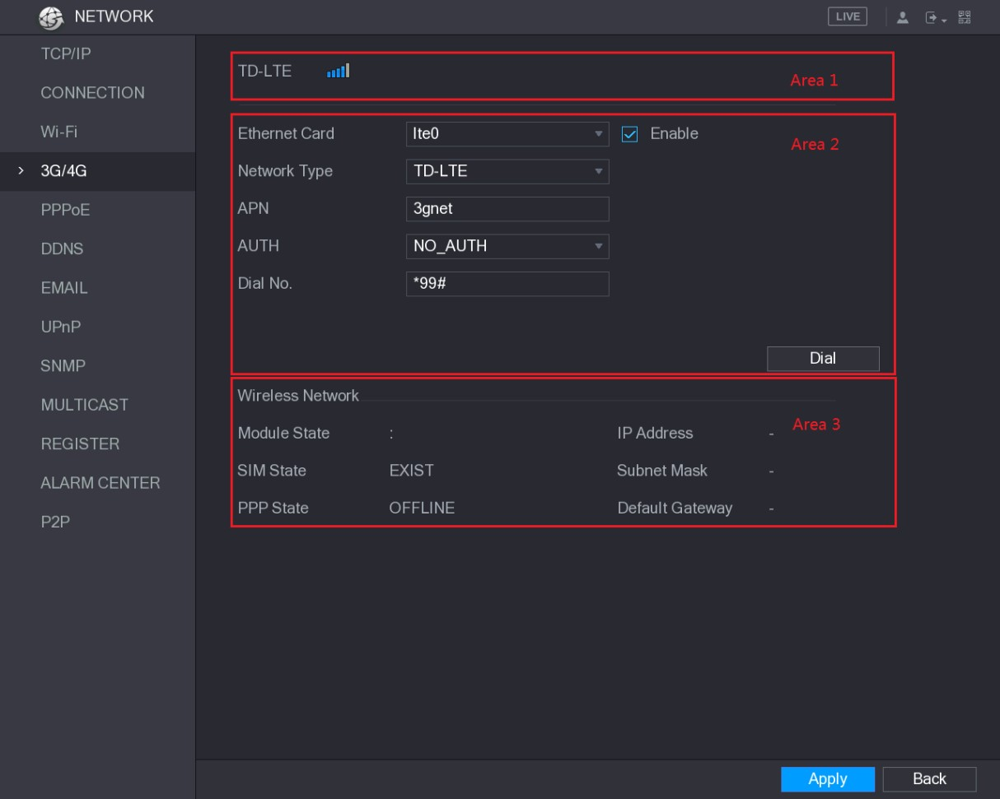 NETWORK
LIVE
TCP/IP
CONNECTION
Wi-Fi
3G/4G
PPPoE
DDNS
EMAIL
UPnP
SNMP
MULTICAST
REGISTER
ALARM CENTER
P2P
TD-LTE
Area 1
Ethernet Card lte0 Enable
Area 2
Network Type TD-LTE
APN 3gnet
AUTH NO_AUTH
Dial No. *99#
Dial
Wireless Network
Area 3
Module State : IP Address -
SIM State EXIST Subnet Mask -
PPP State OFFLINE Default Gateway -
Apply Back